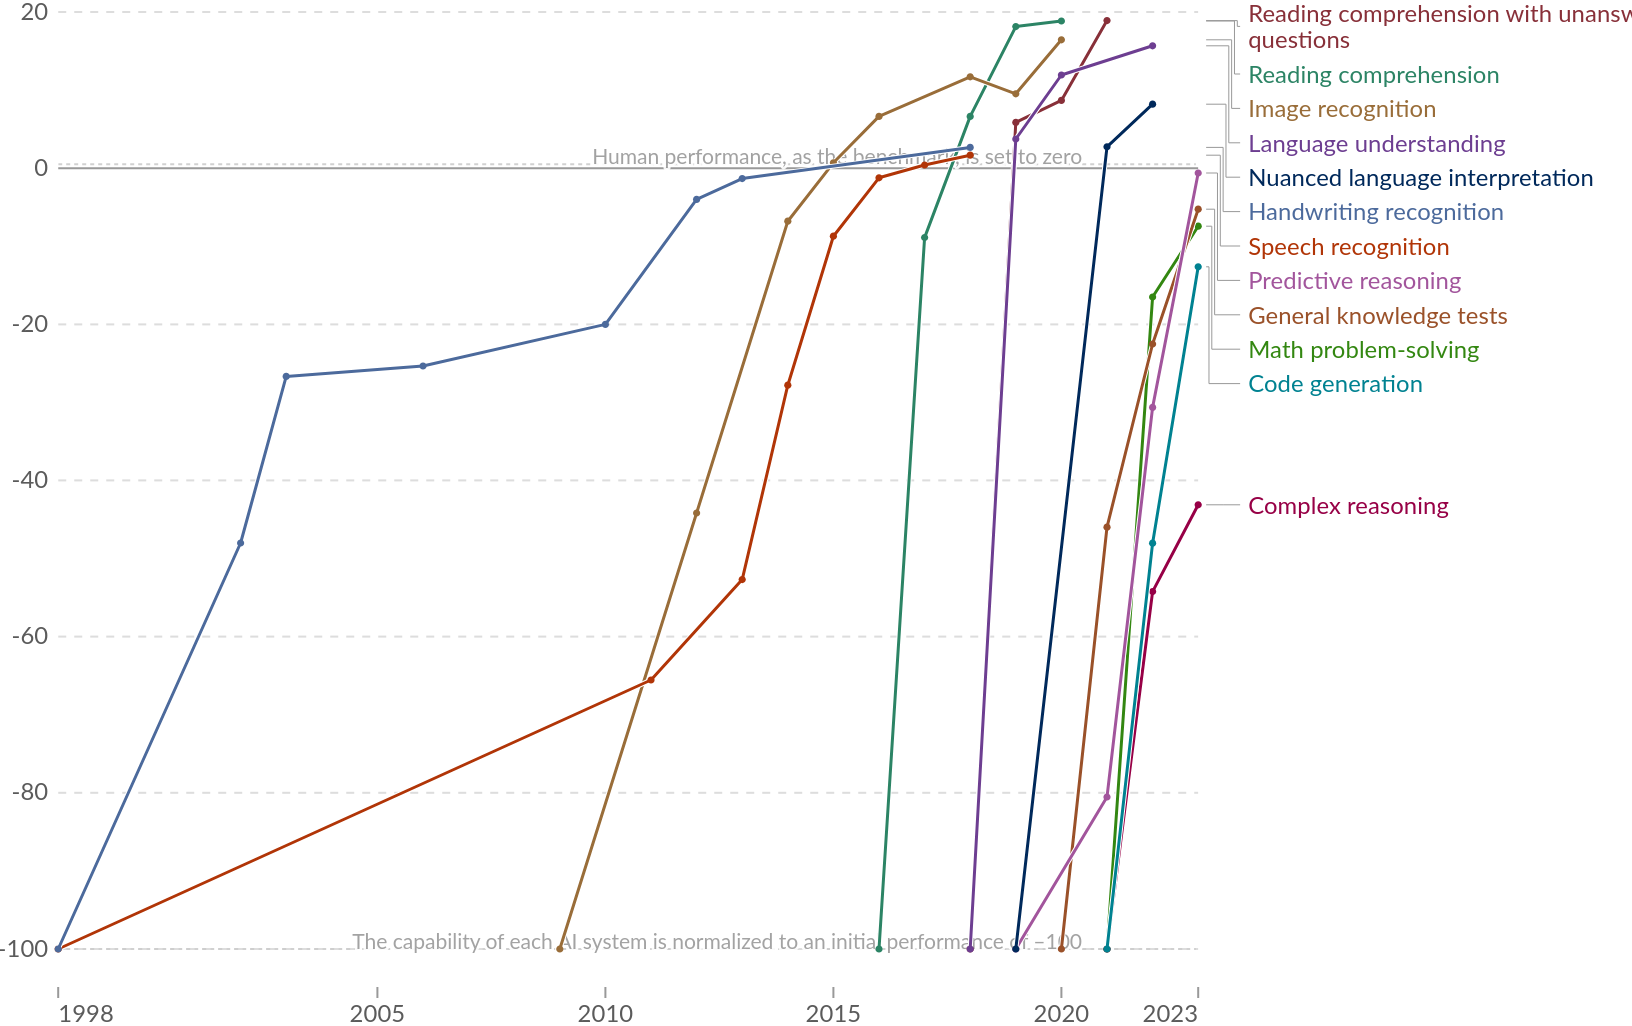 20
0
-20
-40
-60
-80
-100
Human performance, as the benchmark, is set to zero
The capability of each AI system is normalized to an initial performance of −100
1998
2005
2010
2015
2020
2023
Reading comprehension with
questions
Reading comprehension
Image recognition
Language understanding
Nuanced language interpretation
Handwriting recognition
Speech recognition
Predictive reasoning
General knowledge tests
Math problem-solving
Code generation
Complex reasoning